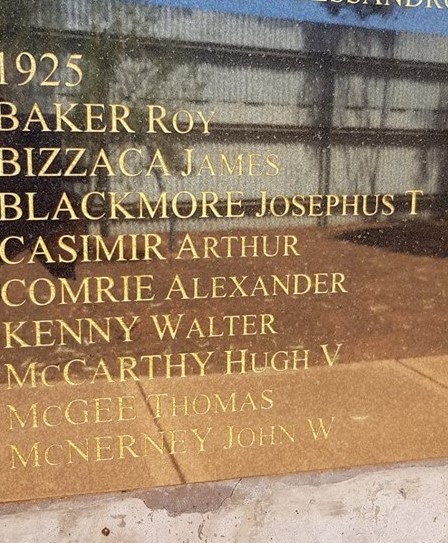 1925
BAKER ROY
BIZZACA JAMES
BLACKMORE JOSEPHUS T
CASIMIR ARTHUR
COMRIE ALEXANDER
KENNY WALTER
MCCARTHY HUGH V
MCGEE THOMAS
MCNERNEY JOHN W